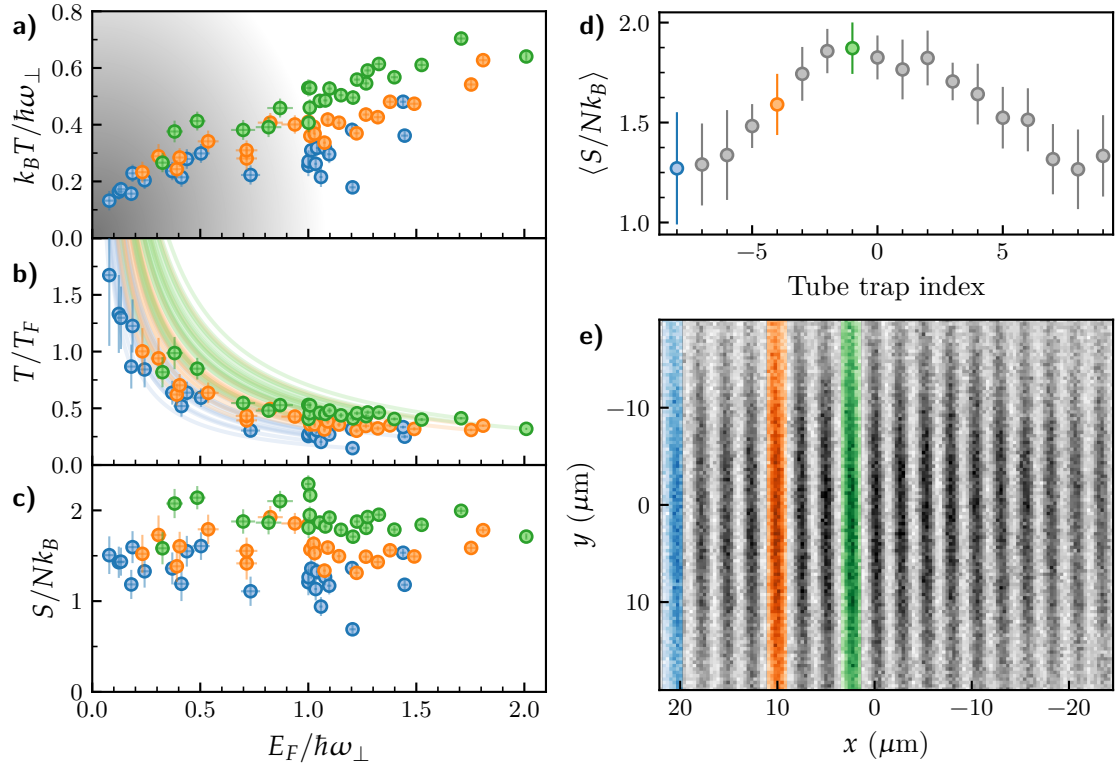 a)
k_B T/ħω⊥
0.8
0.6
0.4
0.2
0.0
b)
T/T_F
1.5
1.0
0.5
0.0
c)
S/Nk_B
2
1
0
0.0 0.5 1.0 1.5 2.0
E_F/ħω⊥
d)
⟨S/Nk_B⟩
2.0
1.5
1.0
−5 0 5
Tube trap index
e)
y (μm)
−10
0
10
20 10 0 −10 −20
x (μm)